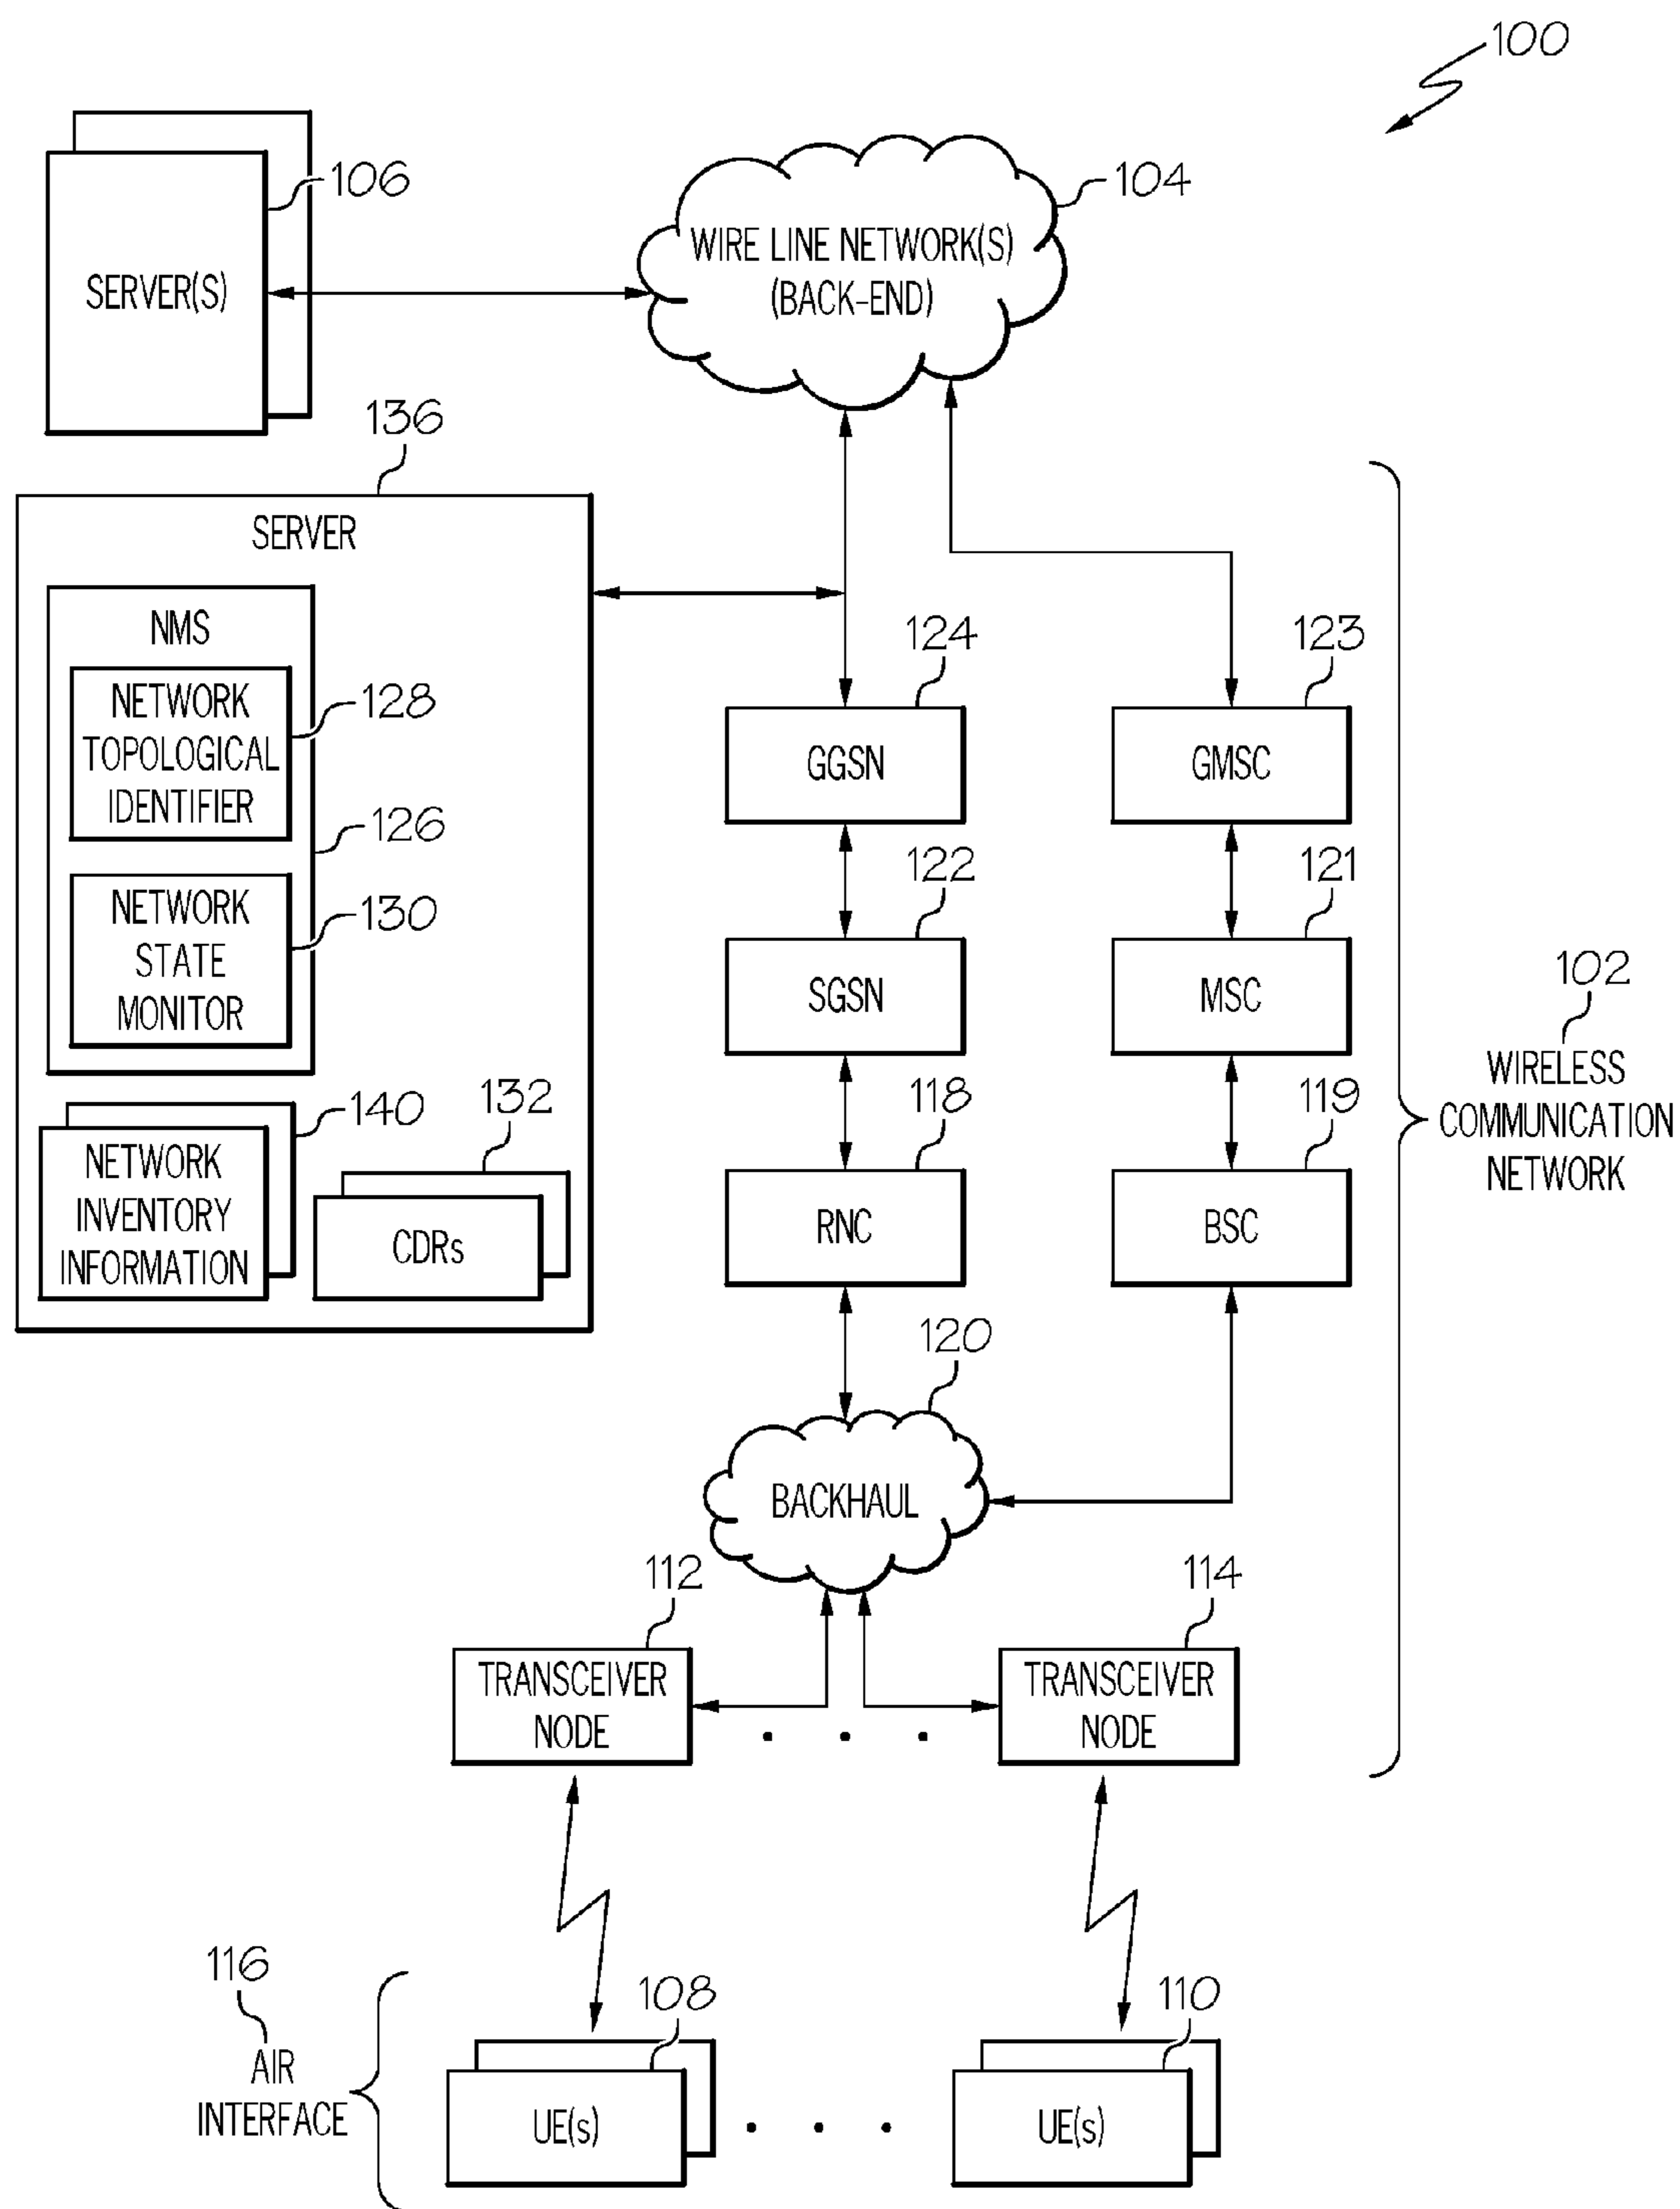 100
106
SERVER(S)
104
WIRE LINE NETWORK(S)
(BACK-END)
136
SERVER
NMS
NETWORK
TOPOLOGICAL
IDENTIFIER
128
126
NETWORK
STATE
MONITOR
130
140
NETWORK
INVENTORY
INFORMATION
132
CDRs
124
GGSN
123
GMSC
122
SGSN
121
MSC
118
RNC
119
BSC
102
WIRELESS
COMMUNICATION
NETWORK
120
BACKHAUL
112
TRANSCEIVER
NODE
. . .
114
TRANSCEIVER
NODE
116
AIR
INTERFACE
108
UE(s)
. . .
110
UE(s)